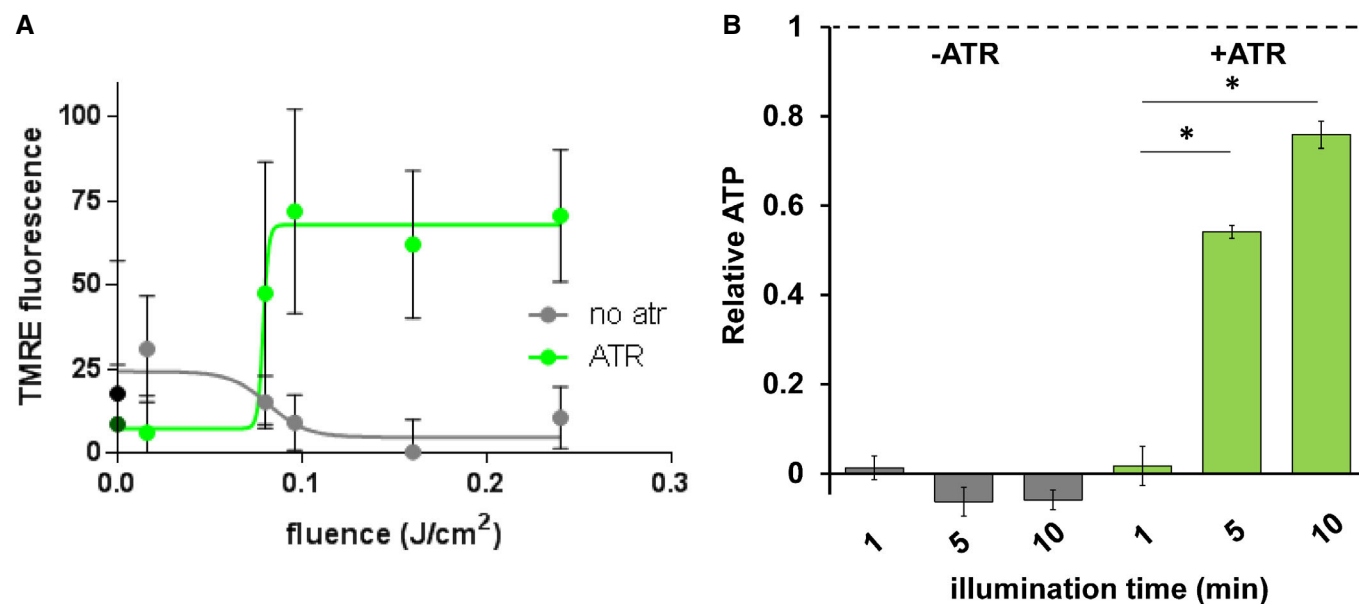 A
TMRE fluorescence
100
75
50
25
0
0.0
0.1
0.2
0.3
fluence (J/cm²)
no atr
ATR
B
Relative ATP
1
0.8
0.6
0.4
0.2
0
-ATR
+ATR
*
*
1
5
10
1
5
10
illumination time (min)